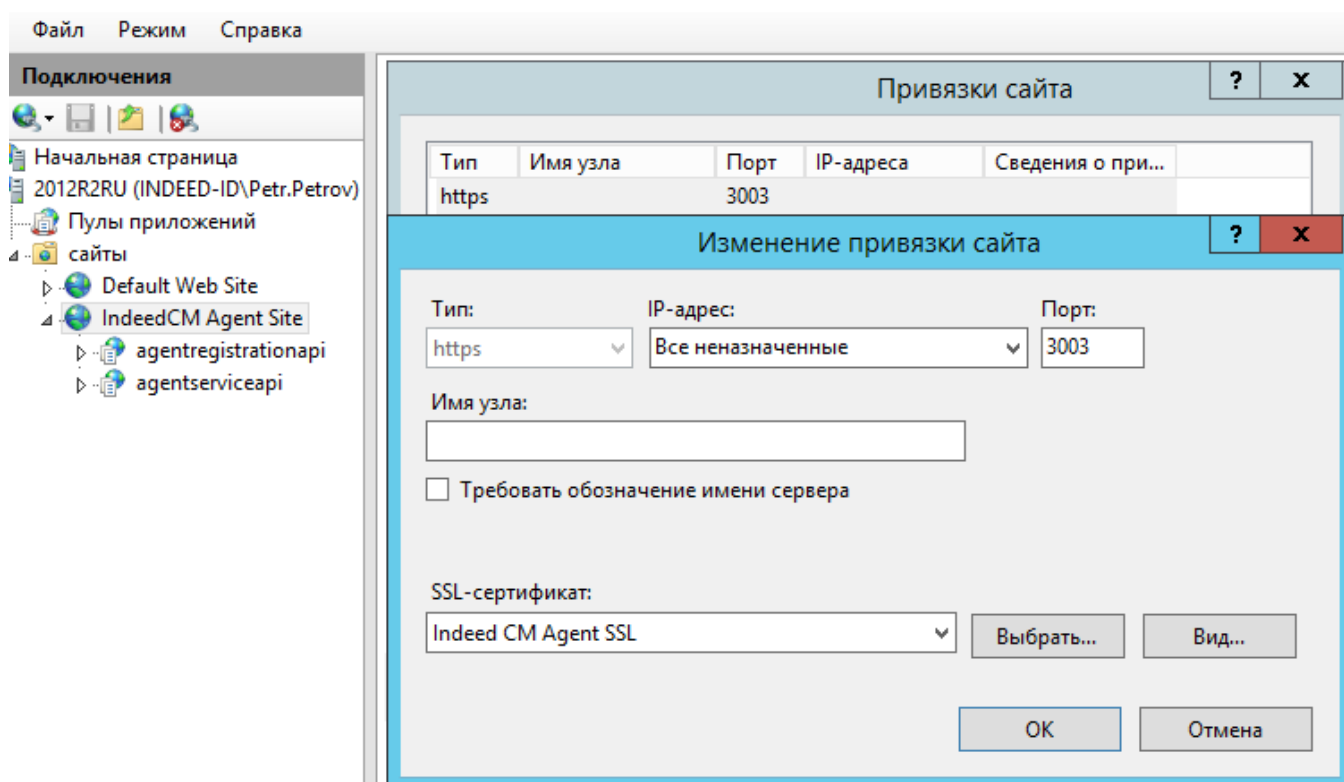 Файл Режим Справка
Подключения
Начальная страница
2012R2RU (INDEED-ID\Petr.Petrov)
Пулы приложений
сайты
Default Web Site
IndeedCM Agent Site
agentregistrationapi
agentserviceapi
Привязки сайта
? x
Тип Имя узла Порт IP-адреса Сведения о при...
https 3003
Изменение привязки сайта
? x
Тип: IP-адрес: Порт:
https Все неназначенные 3003
Имя узла:
Требовать обозначение имени сервера
SSL-сертификат:
Indeed CM Agent SSL Выбрать... Вид...
ОК Отмена